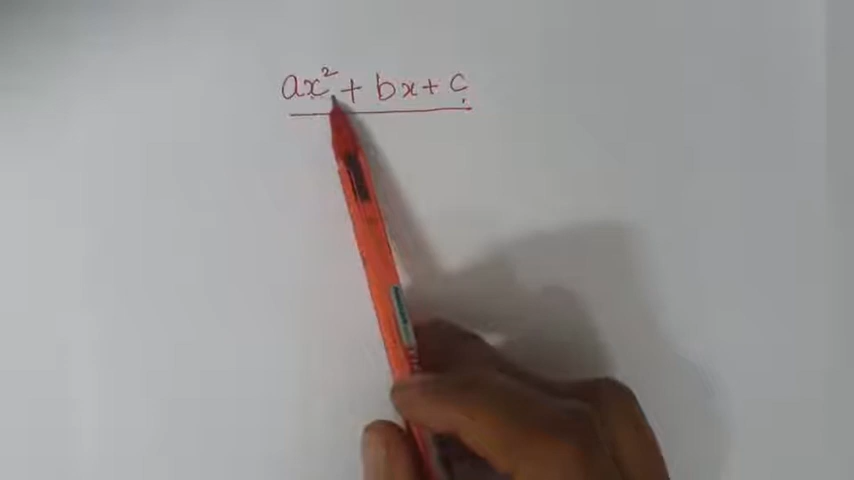 ax² + bx + c